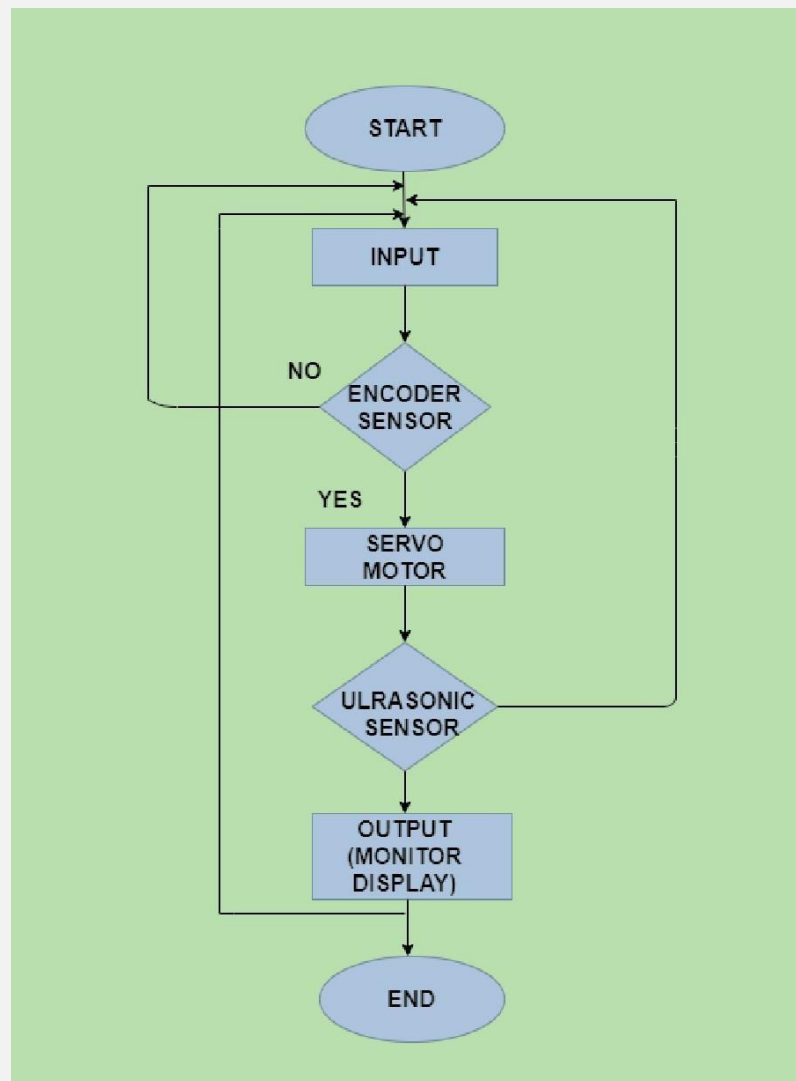 START
INPUT
NO
ENCODER
SENSOR
YES
SERVO
MOTOR
ULRASONIC
SENSOR
OUTPUT
(MONITOR
DISPLAY)
END